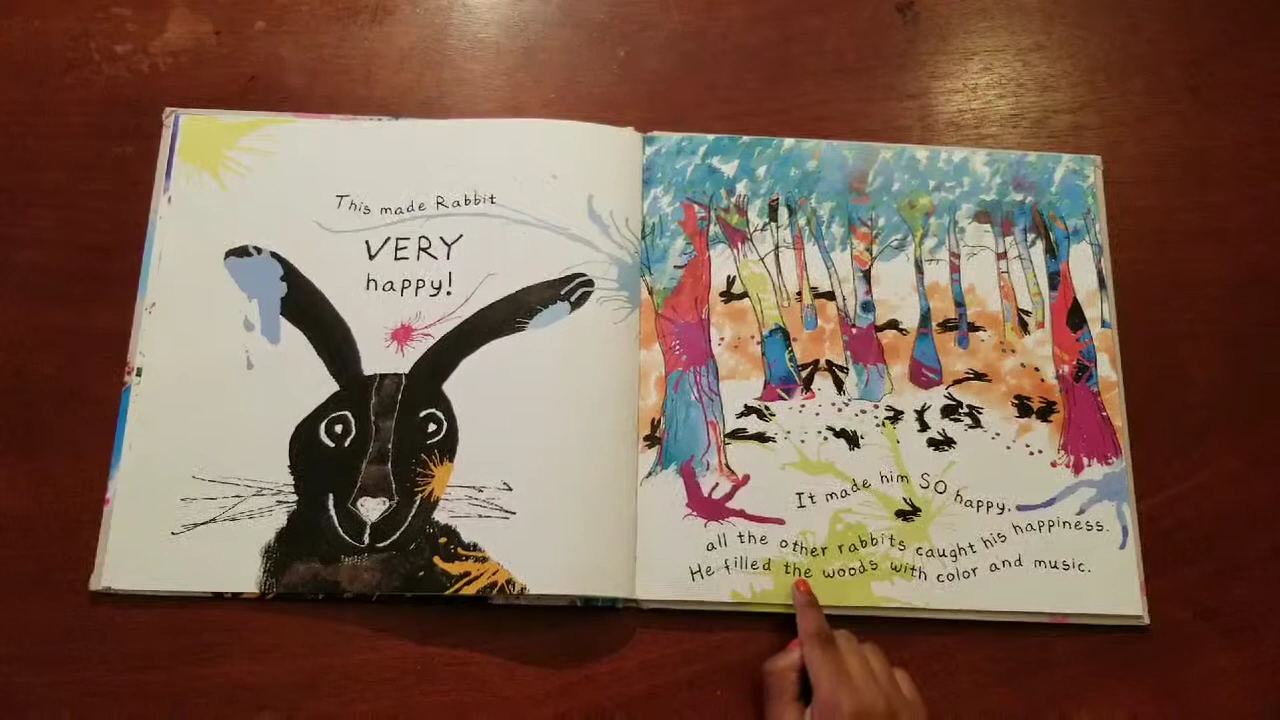 This made Rabbit
VERY
happy!
It made him SO happy,
all the other rabbits caught his happiness.
He filled the woods with color and music.